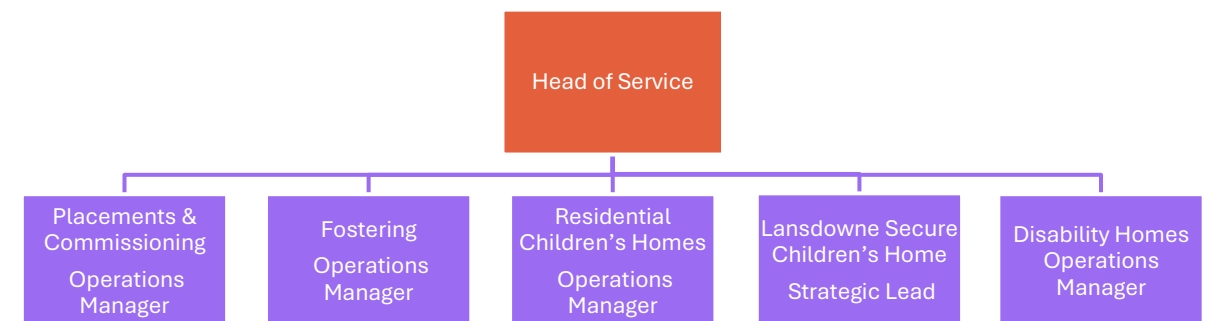 Head of Service
Placements &
Commissioning
Operations
Manager
Fostering
Operations
Manager
Residential
Children’s Homes
Operations
Manager
Lansdowne Secure
Children’s Home
Strategic Lead
Disability Homes
Operations
Manager